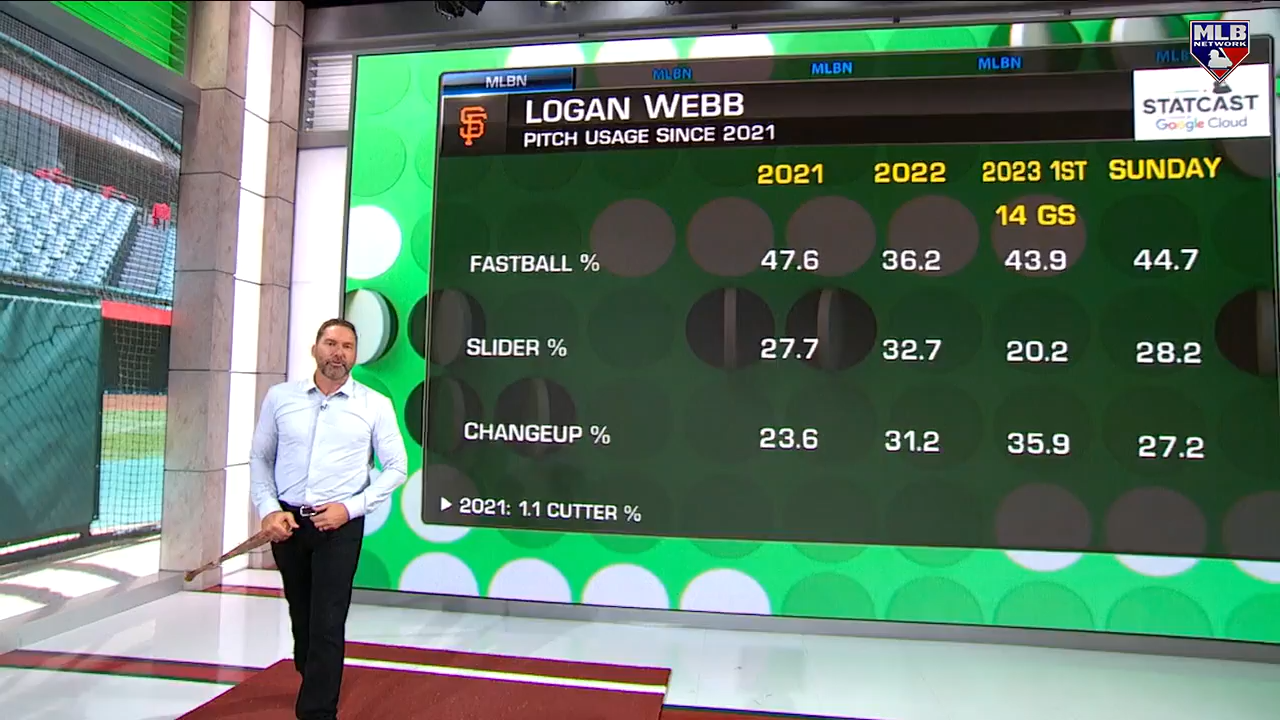 MLB
NETWORK
MLBN
MLBN
MLBN
MLBN
MLB
SF
LOGAN WEBB
PITCH USAGE SINCE 2021
STATCAST
Google Cloud
2021 2022 2023 1ST SUNDAY
14 GS
FASTBALL % 47.6 36.2 43.9 44.7
SLIDER % 27.7 32.7 20.2 28.2
CHANGEUP % 23.6 31.2 35.9 27.2
2021: 1.1 CUTTER %